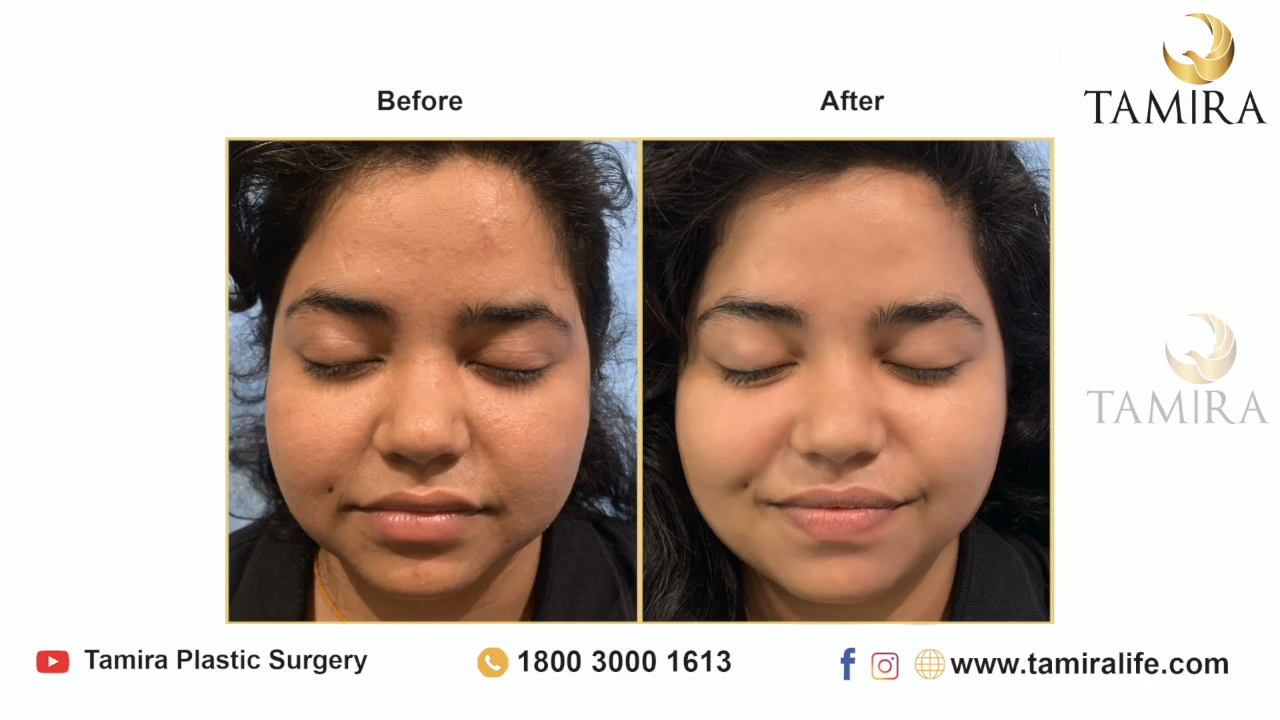 Before
After
TAMIRA
TAMIRA
Tamira Plastic Surgery
1800 3000 1613
www.tamiralife.com